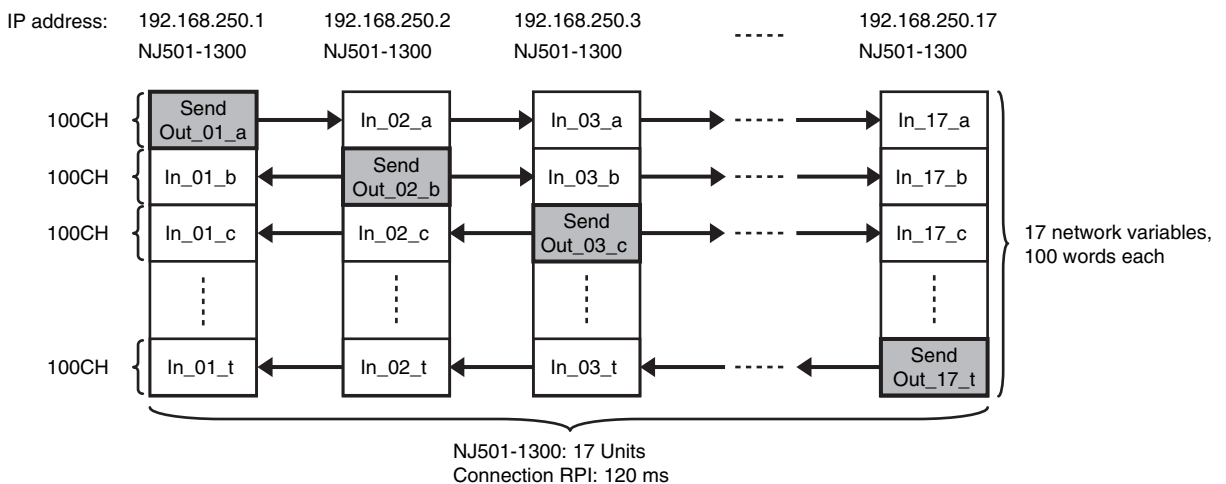 IP address: 192.168.250.1 192.168.250.2 192.168.250.3 192.168.250.17
NJ501-1300 NJ501-1300 NJ501-1300 NJ501-1300
100CH Send Out_01_a In_02_a In_03_a In_17_a
100CH In_01_b Send Out_02_b In_03_b In_17_b
100CH In_01_c In_02_c Send Out_03_c In_17_c
17 network variables,
100 words each
100CH In_01_t In_02_t In_03_t Send Out_17_t
NJ501-1300: 17 Units
Connection RPI: 120 ms